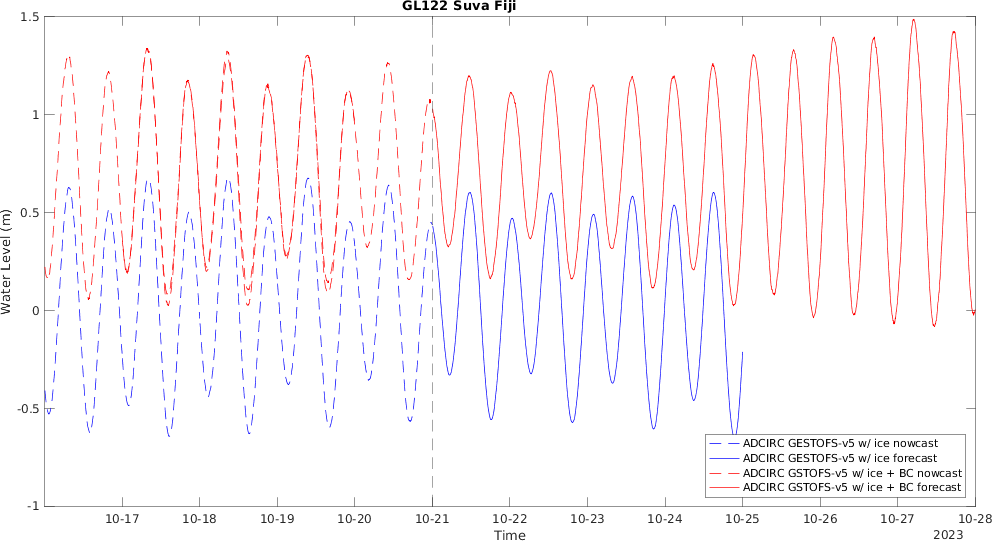 GL122 Suva Fiji
1.5
1
0.5
0
-0.5
-1
Water Level (m)
ADCIRC GESTOFS-v5 w/ ice nowcast
ADCIRC GESTOFS-v5 w/ ice forecast
ADCIRC GSTOFS-v5 w/ ice + BC nowcast
ADCIRC GSTOFS-v5 w/ ice + BC forecast
10-17 10-18 10-19 10-20 10-21 10-22 10-23 10-24 10-25 10-26 10-27 10-28
Time
2023